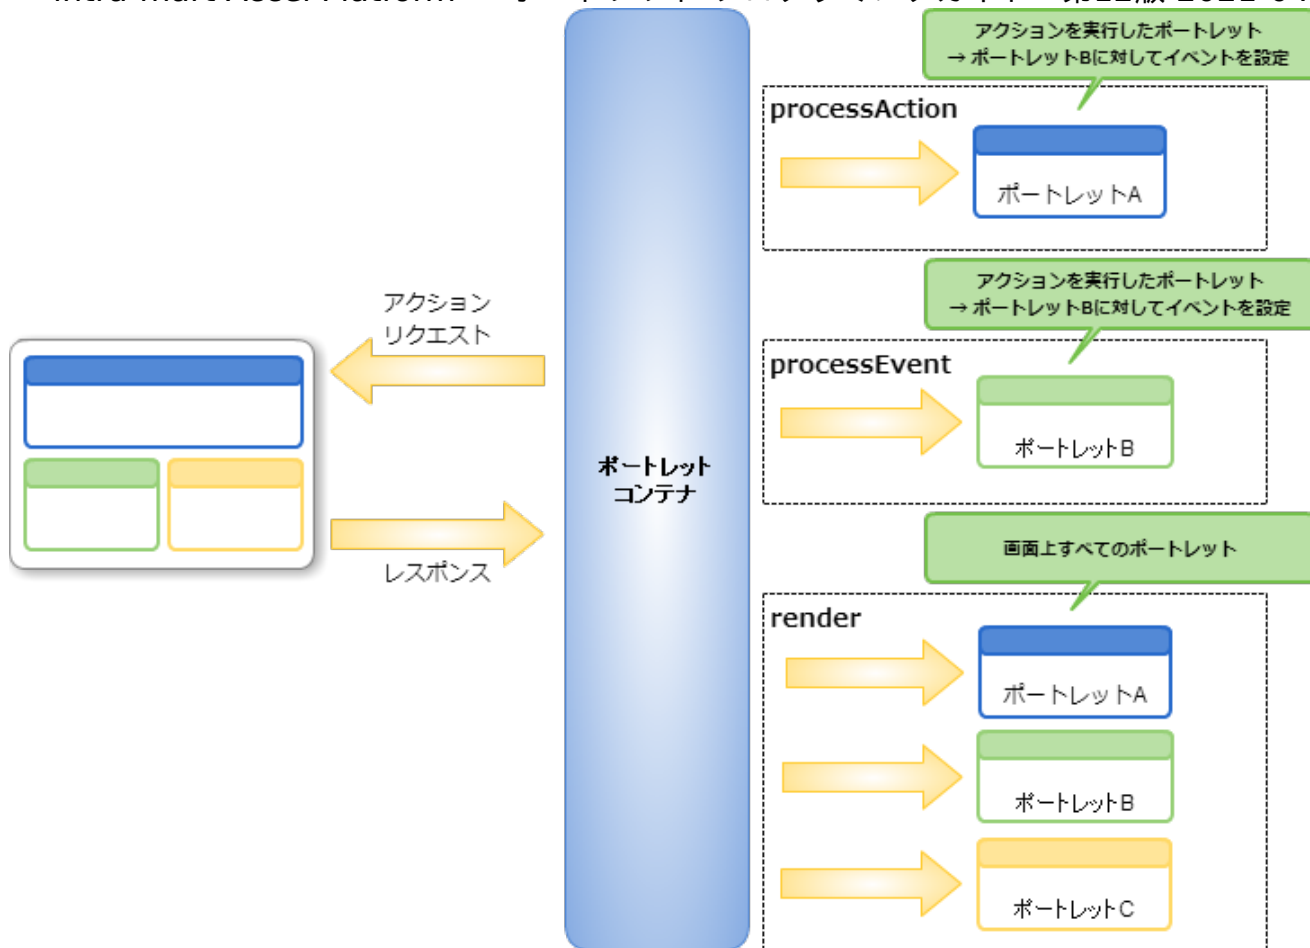 アクションを実行したポートレット
→ ポートレットBに対してイベントを設定
processAction
ポートレットA
アクションを実行したポートレット
→ ポートレットBに対してイベントを設定
アクション
リクエスト
processEvent
ポートレットB
ポートレット
コンテナ
画面上すべてのポートレット
レスポンス
render
ポートレットA
ポートレットB
ポートレットC